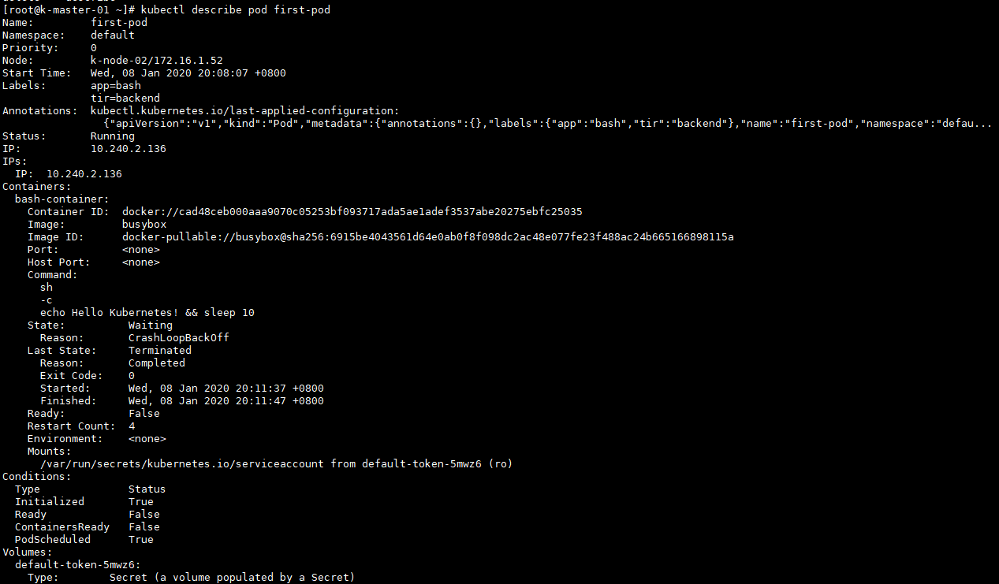 [root@k-master-01 ~]# kubectl describe pod first-pod
Name:         first-pod
Namespace:    default
Priority:     0
Node:         k-node-02/172.16.1.52
Start Time:   Wed, 08 Jan 2020 20:08:07 +0800
Labels:       app=bash
              tir=backend
Annotations:  kubectl.kubernetes.io/last-applied-configuration:
                {"apiVersion":"v1","kind":"Pod","metadata":{"annotations":{},"labels":{"app":"bash","tir":"backend"},"name":"first-pod","namespace":"defau...
Status:       Running
IP:           10.240.2.136
IPs:
  IP:  10.240.2.136
Containers:
  bash-container:
    Container ID:  docker://cad48ceb000aaa9070c05253bf093717ada5ae1adef3537abe20275ebfc25035
    Image:         busybox
    Image ID:      docker-pullable://busybox@sha256:6915be4043561d64e0ab0f8f098dc2ac48e077fe23f488ac24b665166898115a
    Port:          <none>
    Host Port:     <none>
    Command:
      sh
      -c
      echo Hello Kubernetes! && sleep 10
    State:          Waiting
      Reason:       CrashLoopBackOff
    Last State:     Terminated
      Reason:       Completed
      Exit Code:    0
      Started:      Wed, 08 Jan 2020 20:11:37 +0800
      Finished:     Wed, 08 Jan 2020 20:11:47 +0800
    Ready:          False
    Restart Count:  4
    Environment:    <none>
    Mounts:
      /var/run/secrets/kubernetes.io/serviceaccount from default-token-5mwz6 (ro)
Conditions:
  Type              Status
  Initialized       True
  Ready             False
  ContainersReady   False
  PodScheduled      True
Volumes:
  default-token-5mwz6:
    Type:        Secret (a volume populated by a Secret)